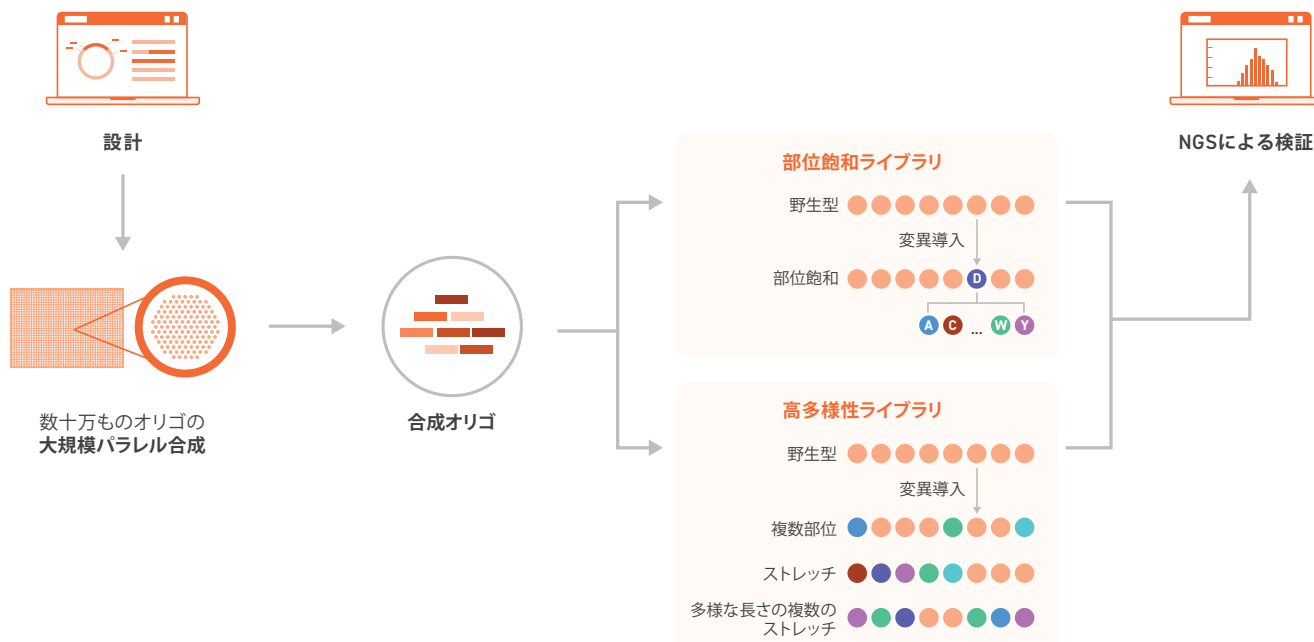 設計
数十万ものオリゴの
大規模パラレル合成
合成オリゴ
部位飽和ライブラリ
野生型
変異導入
部位飽和
D
A C ... W Y
高多様性ライブラリ
野生型
変異導入
複数部位
ストレッチ
多様な長さの複数の
ストレッチ
NGSによる検証